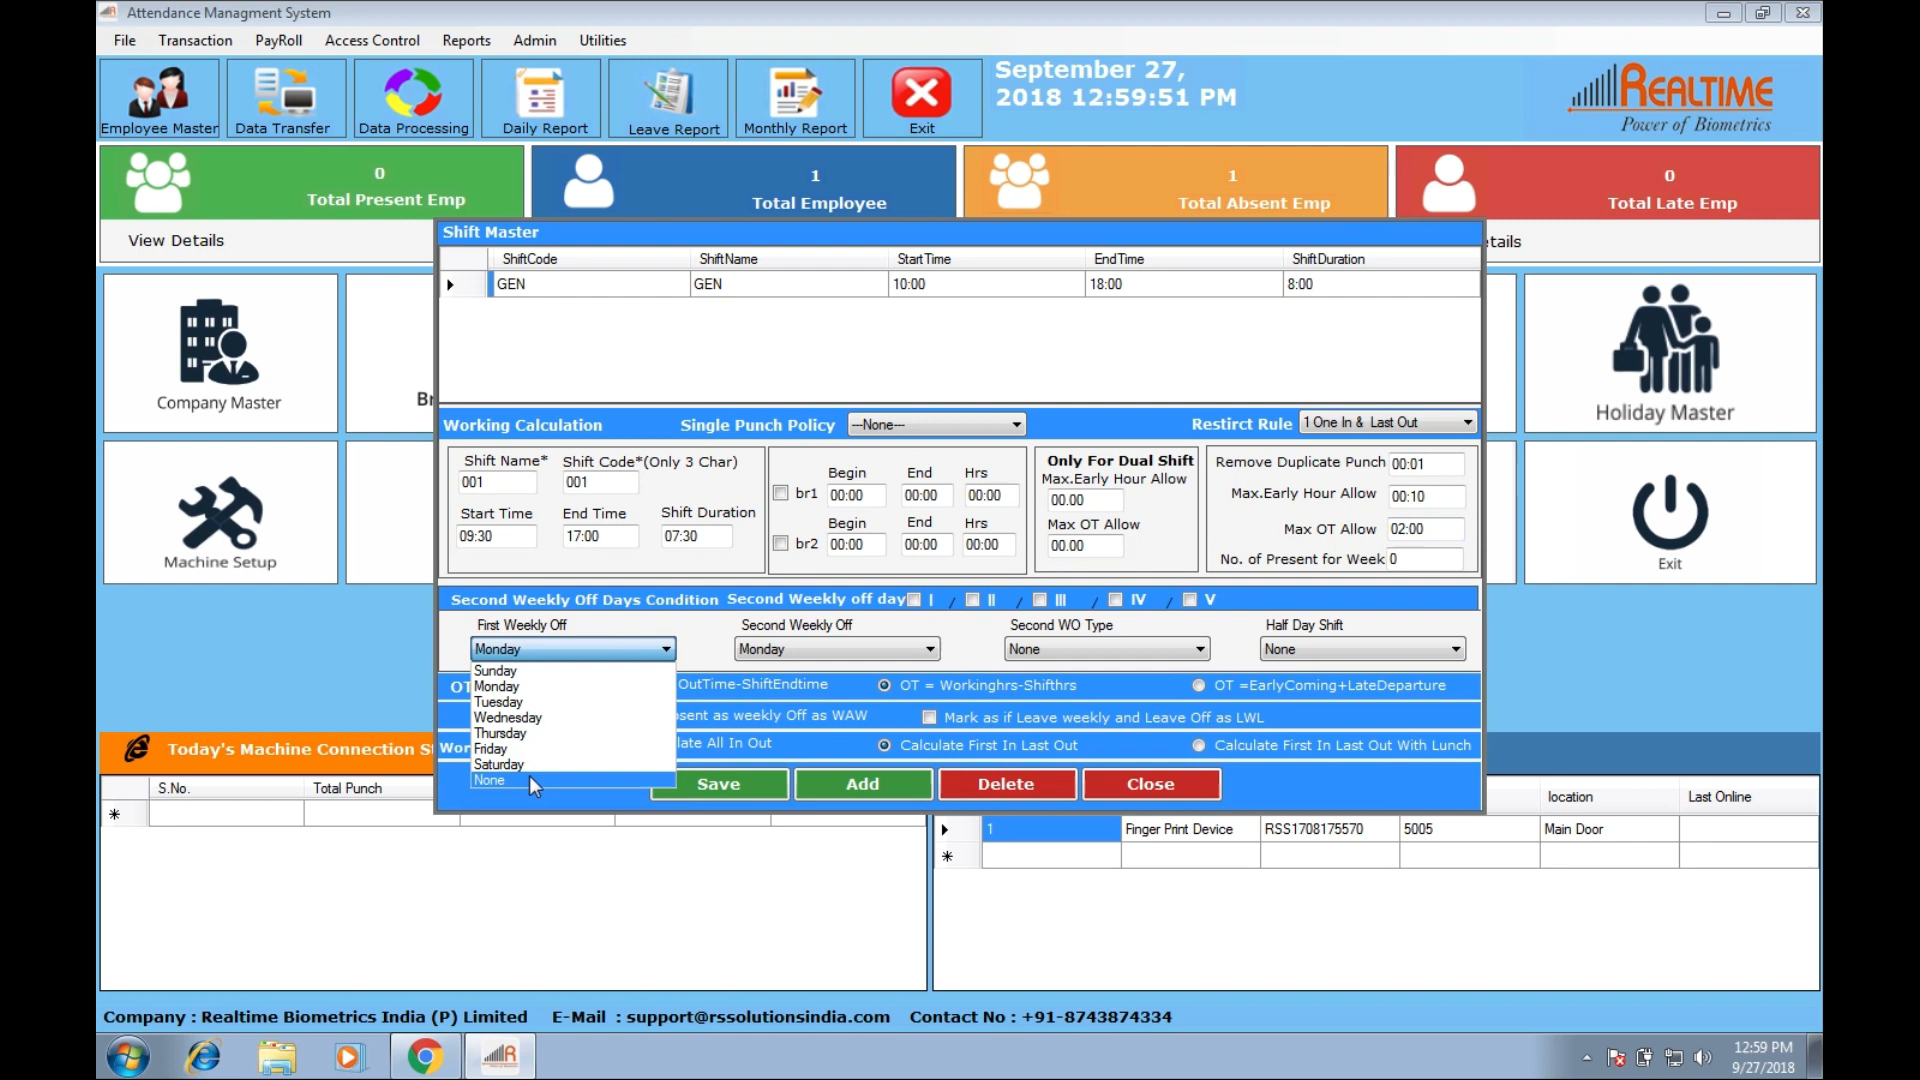 Attendance Managment System
File Transaction PayRoll Access Control Reports Admin Utilities
Employee Master Data Transfer Data Processing Daily Report Leave Report Monthly Report Exit
September 27,
2018 12:59:51 PM
REALTIME
Power of Biometrics
0
Total Present Emp
1
Total Employee
1
Total Absent Emp
0
Total Late Emp
View Details
etails
Shift Master
ShiftCode ShiftName StartTime EndTime ShiftDuration
GEN GEN 10:00 18:00 8:00
Company Master
Br
Holiday Master
Machine Setup
Exit
Working Calculation Single Punch Policy ---None--- Restirct Rule 1 One In & Last Out
Shift Name* Shift Code*(Only 3 Char)
001 001
Start Time End Time Shift Duration
09:30 17:00 07:30
Begin End Hrs
br1 00:00 00:00 00:00
Begin End Hrs
br2 00:00 00:00 00:00
Only For Dual Shift
Max.Early Hour Allow
00.00
Max OT Allow
00.00
Remove Duplicate Punch 00:01
Max.Early Hour Allow 00:10
Max OT Allow 02:00
No. of Present for Week 0
Second Weekly Off Days Condition Second Weekly off day I / II / III / IV / V
First Weekly Off Second Weekly Off Second WO Type Half Day Shift
Monday Monday None None
Sunday
Monday
Tuesday
Wednesday
Thursday
Friday
Saturday
None
OT OutTime-ShiftEndtime OT = Workinghrs-Shifthrs OT =EarlyComing+LateDeparture
sent as weekly Off as WAW Mark as if Leave weekly and Leave Off as LWL
Wor late All In Out Calculate First In Last Out Calculate First In Last Out With Lunch
Save Add Delete Close
Today's Machine Connection St
S.No. Total Punch
location Last Online
1 Finger Print Device RSS1708175570 5005 Main Door
Company : Realtime Biometrics India (P) Limited E-Mail : support@rssolutionsindia.com Contact No : +91-8743874334
12:59 PM
9/27/2018